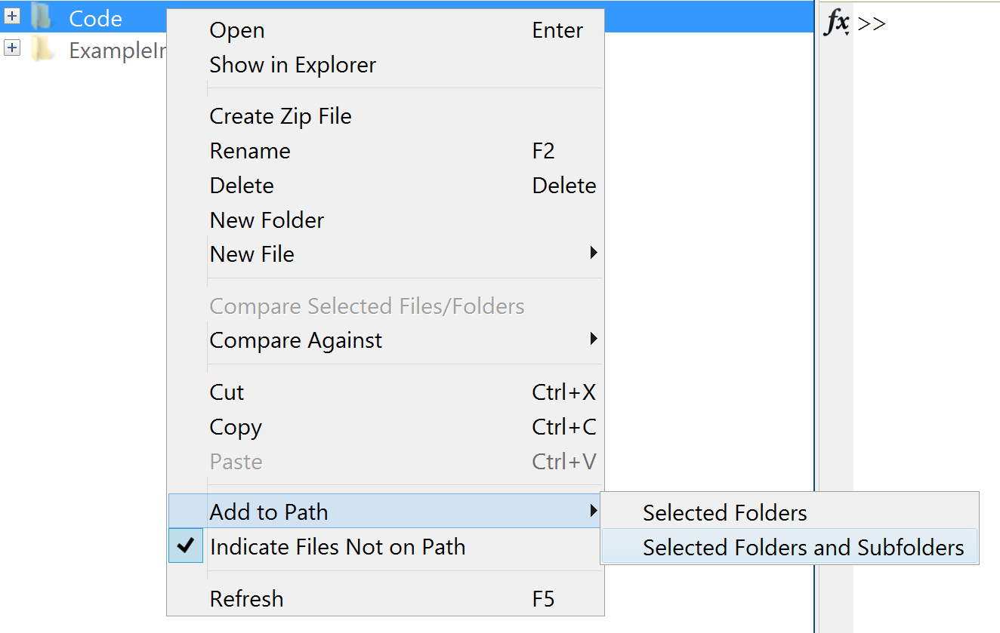 Code
ExampleIn
fx >>
Open Enter
Show in Explorer
Create Zip File
Rename F2
Delete Delete
New Folder
New File
Compare Selected Files/Folders
Compare Against
Cut Ctrl+X
Copy Ctrl+C
Paste Ctrl+V
Add to Path
Selected Folders
Selected Folders and Subfolders
Indicate Files Not on Path
Refresh F5